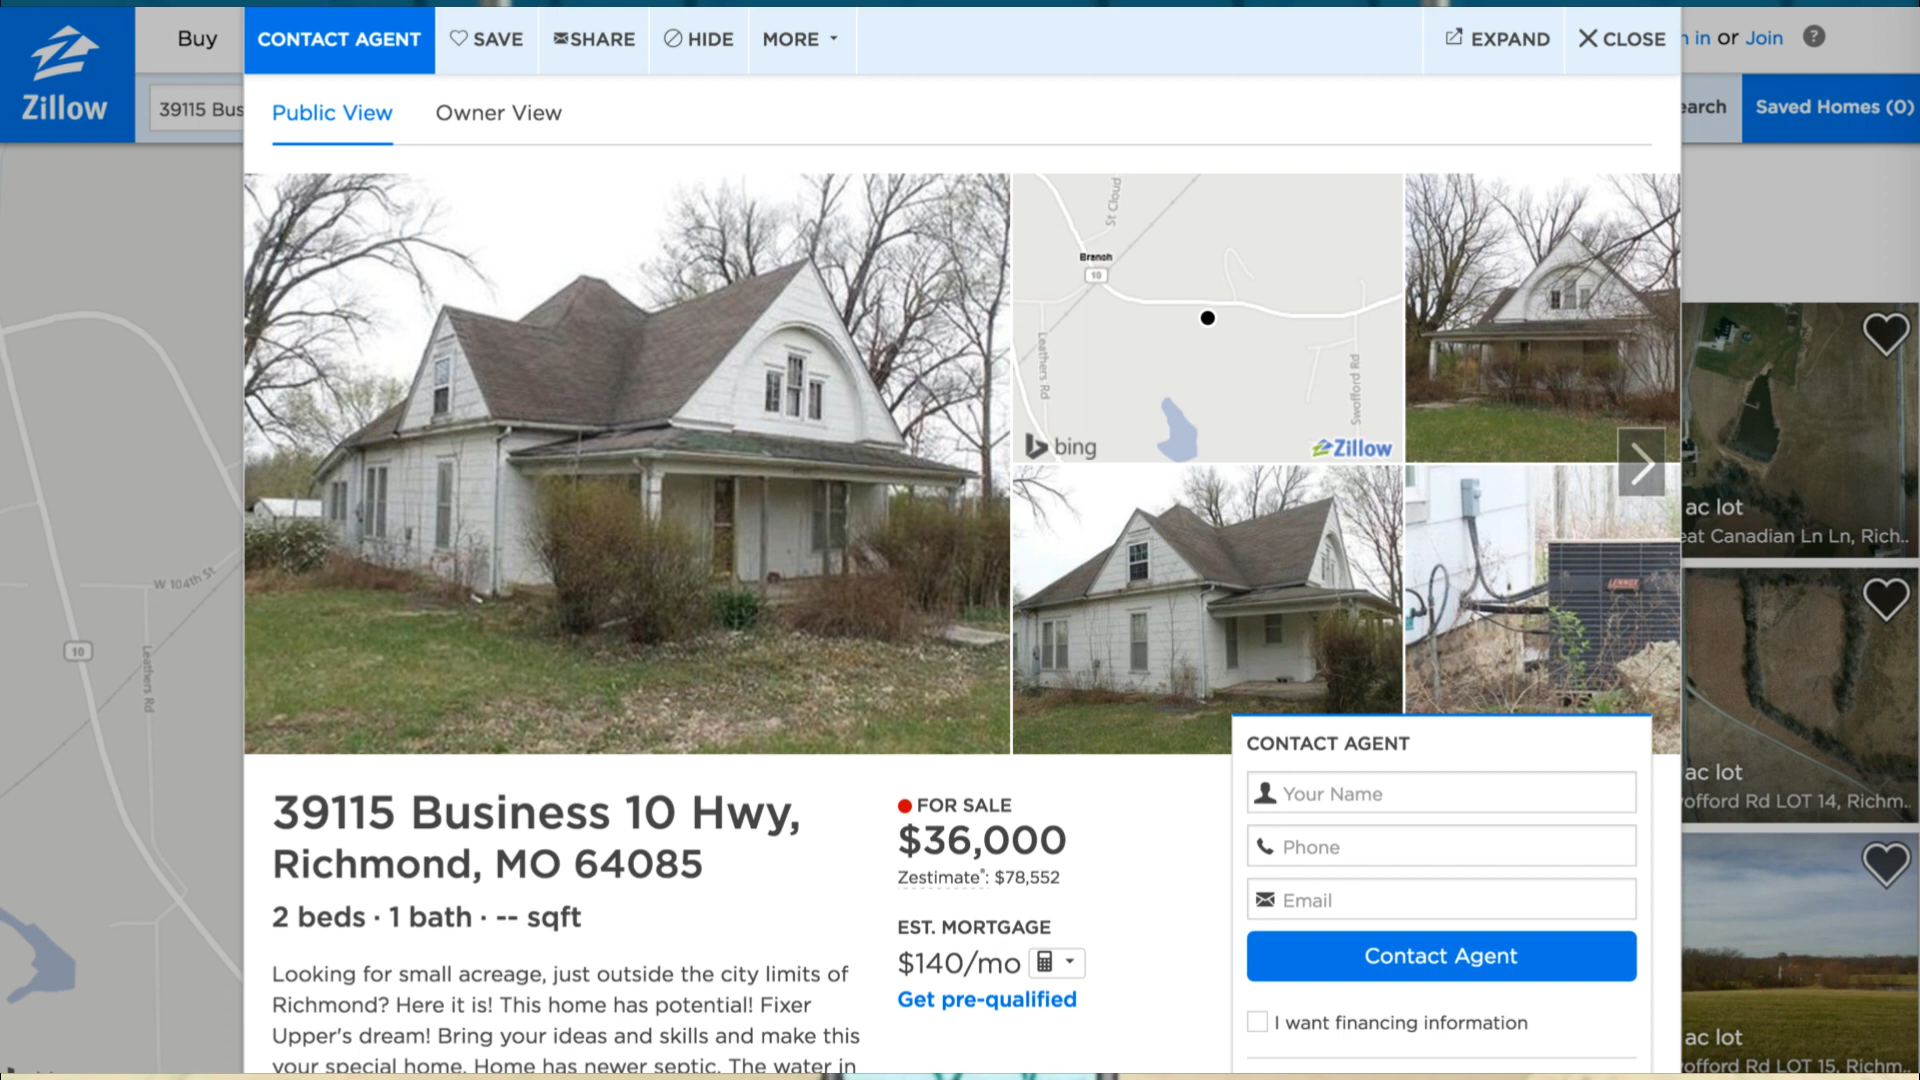 Zillow
Buy
CONTACT AGENT
SAVE
SHARE
HIDE
MORE
EXPAND
CLOSE
in or Join
?
39115 Bus
earch
Saved Homes (0)
Public View
Owner View
St Cloud
Branch
10
Leathers Rd
Swofford Rd
bing
Zillow
LENNOX
W 104th St
10
Leathers Rd
ac lot
eat Canadian Ln Ln, Rich..
ac lot
offord Rd LOT 14, Richm..
ac lot
offord Rd LOT 15, Richm..
39115 Business 10 Hwy,
Richmond, MO 64085
2 beds · 1 bath · -- sqft
Looking for small acreage, just outside the city limits of
Richmond? Here it is! This home has potential! Fixer
Upper's dream! Bring your ideas and skills and make this
your special home. Home has newer septic. The water in
FOR SALE
$36,000
Zestimate®: $78,552
EST. MORTGAGE
$140/mo
Get pre-qualified
CONTACT AGENT
Your Name
Phone
Email
Contact Agent
I want financing information